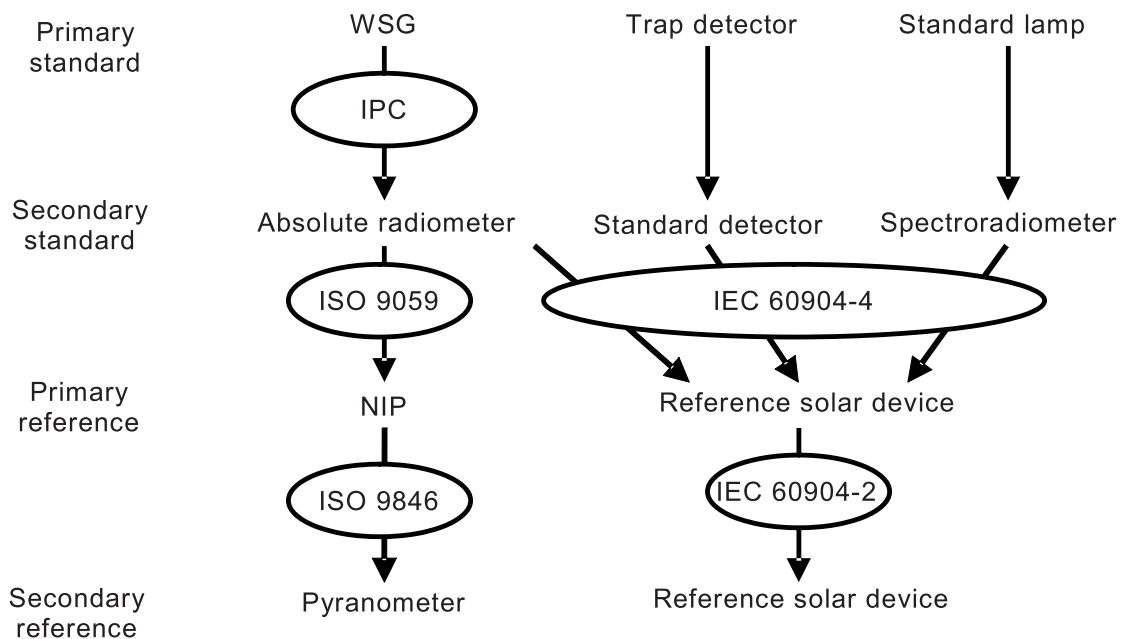 Primary
standard
WSG
Trap detector
Standard lamp
IPC
Secondary
standard
Absolute radiometer
Standard detector
Spectroradiometer
ISO 9059
IEC 60904-4
Primary
reference
NIP
Reference solar device
ISO 9846
IEC 60904-2
Secondary
reference
Pyranometer
Reference solar device